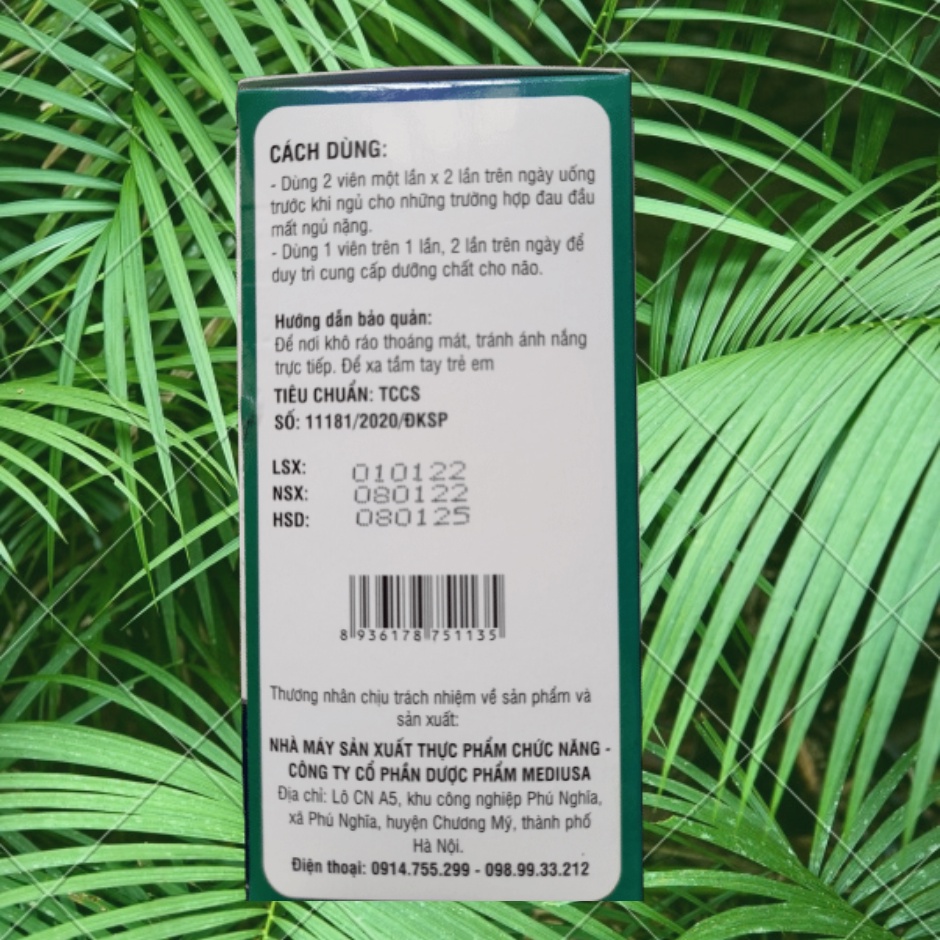 CÁCH DÙNG:
- Dùng 2 viên một lần x 2 lần trên ngày uống
trước khi ngủ cho những trường hợp đau đầu
mất ngủ nặng.
- Dùng 1 viên trên 1 lần, 2 lần trên ngày để
duy trì cung cấp dưỡng chất cho não.
Hướng dẫn bảo quản:
Để nơi khô ráo thoáng mát, tránh ánh nắng
trực tiếp. Để xa tầm tay trẻ em
TIÊU CHUẨN: TCCS
SỐ: 11181/2020/ĐKSP
LSX: 010122
NSX: 080122
HSD: 080125
8 936178 751135
Thương nhân chịu trách nhiệm về sản phẩm và
sản xuất:
NHÀ MÁY SẢN XUẤT THỰC PHẨM CHỨC NĂNG -
CÔNG TY CỔ PHẦN DƯỢC PHẨM MEDIUSA
Địa chỉ: Lô CN A5, khu công nghiệp Phú Nghĩa,
xã Phú Nghĩa, huyện Chương Mỹ, thành phố
Hà Nội.
Điện thoại: 0914.755.299 - 098.99.33.212